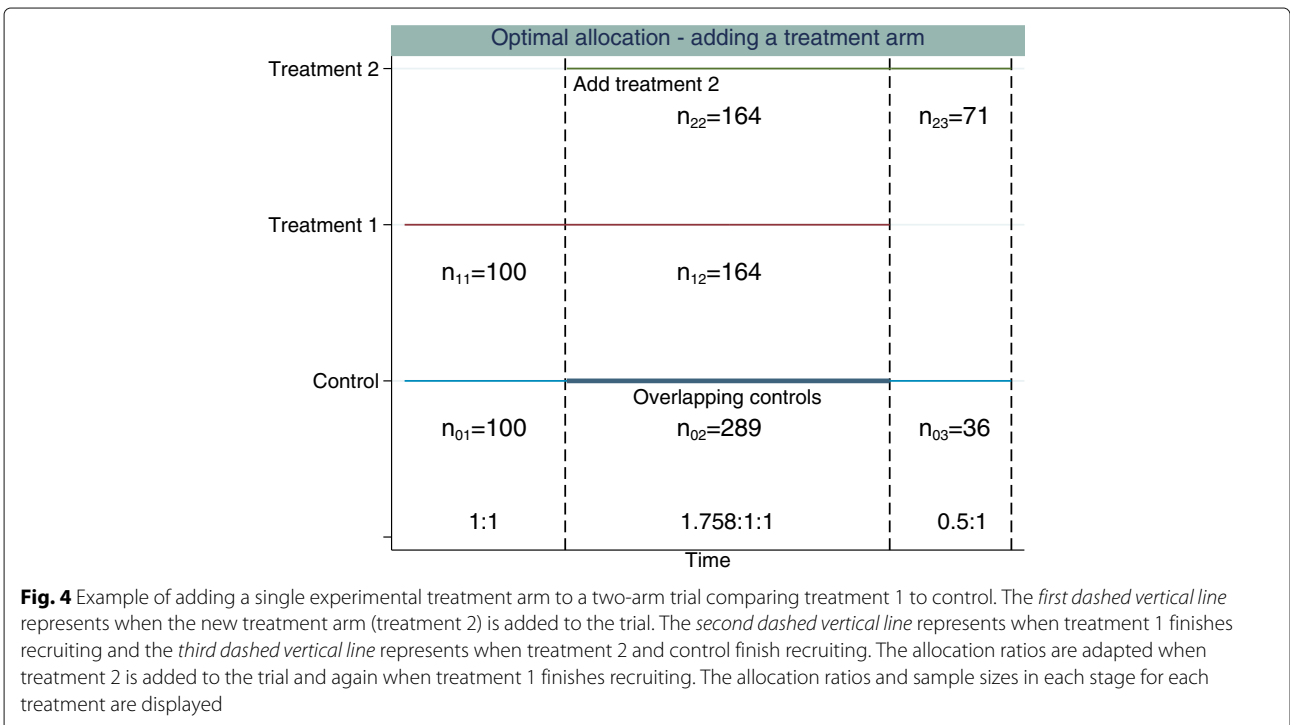 Optimal allocation - adding a treatment arm
Treatment 2
Add treatment 2
n₂₂=164 n₂₃=71
Treatment 1
n₁₁=100 n₁₂=164
Control
Overlapping controls
n₀₁=100 n₀₂=289 n₀₃=36
1:1 1.758:1:1 0.5:1
Time
Fig. 4 Example of adding a single experimental treatment arm to a two-arm trial comparing treatment 1 to control. The first dashed vertical line
represents when the new treatment arm (treatment 2) is added to the trial. The second dashed vertical line represents when treatment 1 finishes
recruiting and the third dashed vertical line represents when treatment 2 and control finish recruiting. The allocation ratios are adapted when
treatment 2 is added to the trial and again when treatment 1 finishes recruiting. The allocation ratios and sample sizes in each stage for each
treatment are displayed